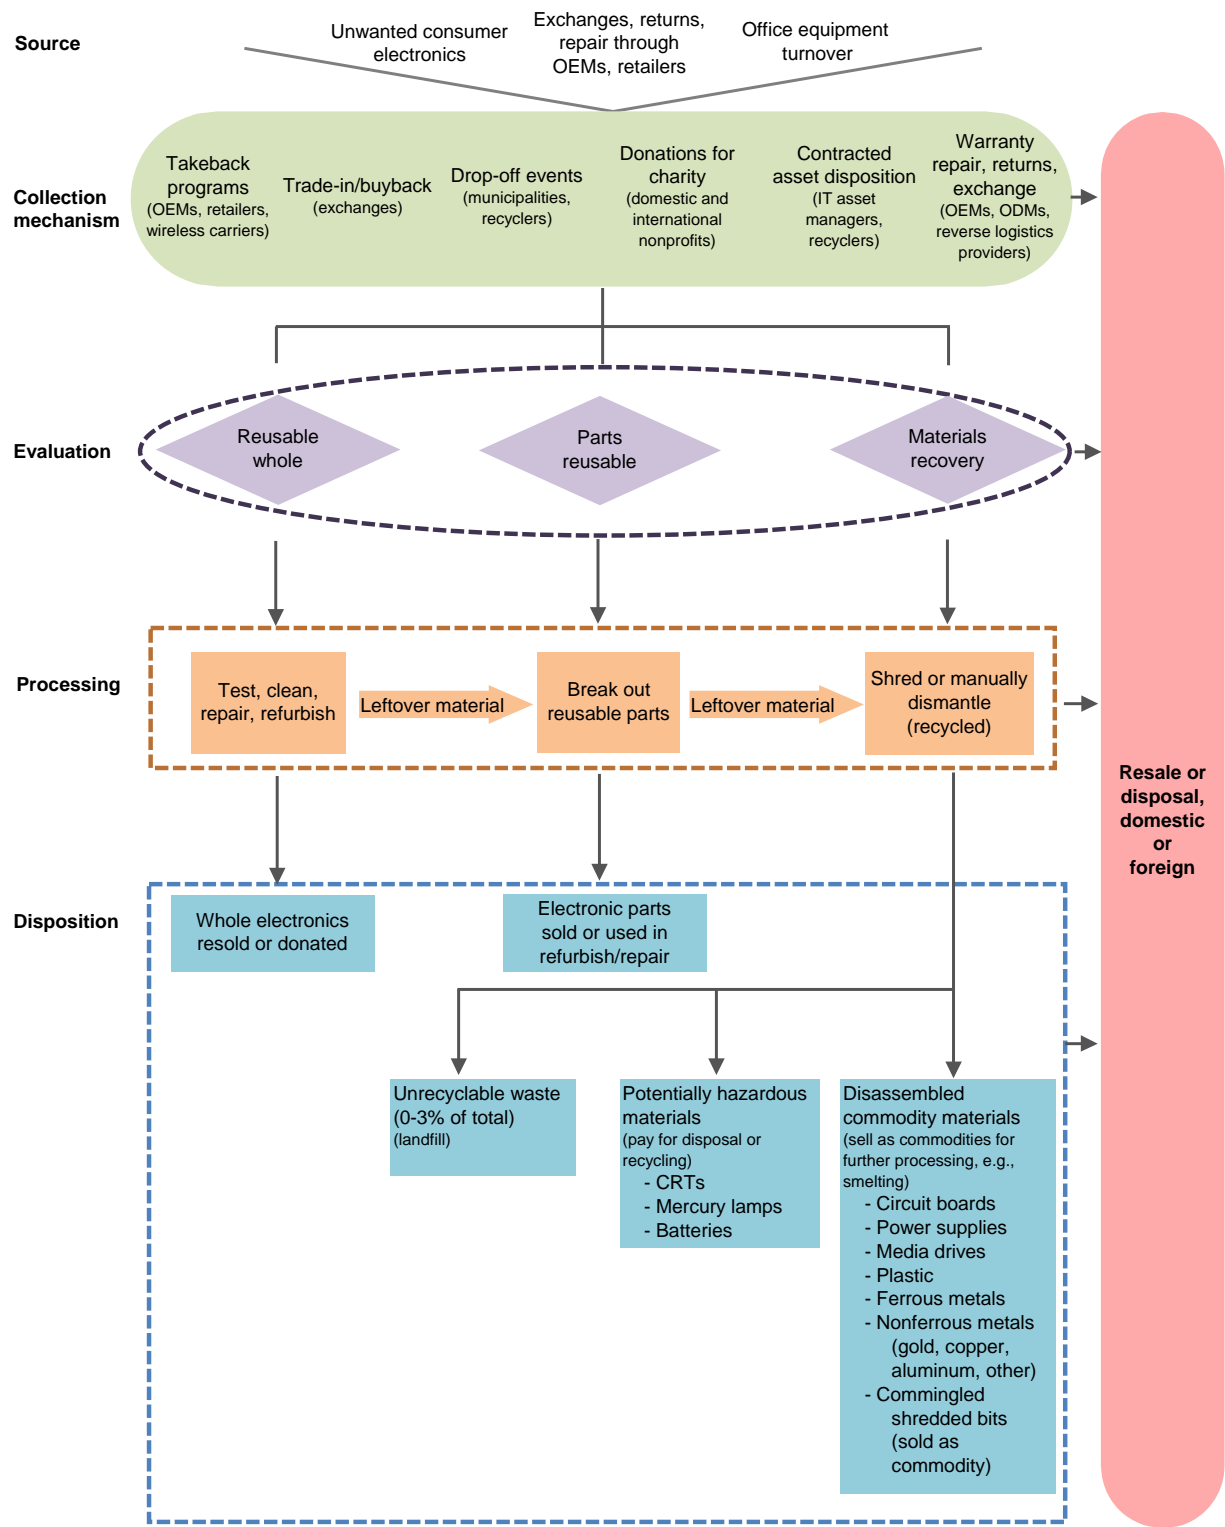 Source
Unwanted consumer
electronics
Exchanges, returns,
repair through
OEMs, retailers
Office equipment
turnover
Collection
mechanism
Takeback
programs
(OEMs, retailers,
wireless carriers)
Trade-in/buyback
(exchanges)
Drop-off events
(municipalities,
recyclers)
Donations for
charity
(domestic and
international
nonprofits)
Contracted
asset disposition
(IT asset
managers,
recyclers)
Warranty
repair, returns,
exchange
(OEMs, ODMs,
reverse logistics
providers)
Evaluation
Reusable
whole
Parts
reusable
Materials
recovery
Processing
Test, clean,
repair, refurbish
Leftover material
Break out
reusable parts
Leftover material
Shred or manually
dismantle
(recycled)
Resale or
disposal,
domestic
or
foreign
Disposition
Whole electronics
resold or donated
Electronic parts
sold or used in
refurbish/repair
Unrecyclable waste
(0-3% of total)
(landfill)
Potentially hazardous
materials
(pay for disposal or
recycling)
- CRTs
- Mercury lamps
- Batteries
Disassembled
commodity materials
(sell as commodities for
further processing, e.g.,
smelting)
- Circuit boards
- Power supplies
- Media drives
- Plastic
- Ferrous metals
- Nonferrous metals
(gold, copper,
aluminum, other)
- Commingled
shredded bits
(sold as
commodity)